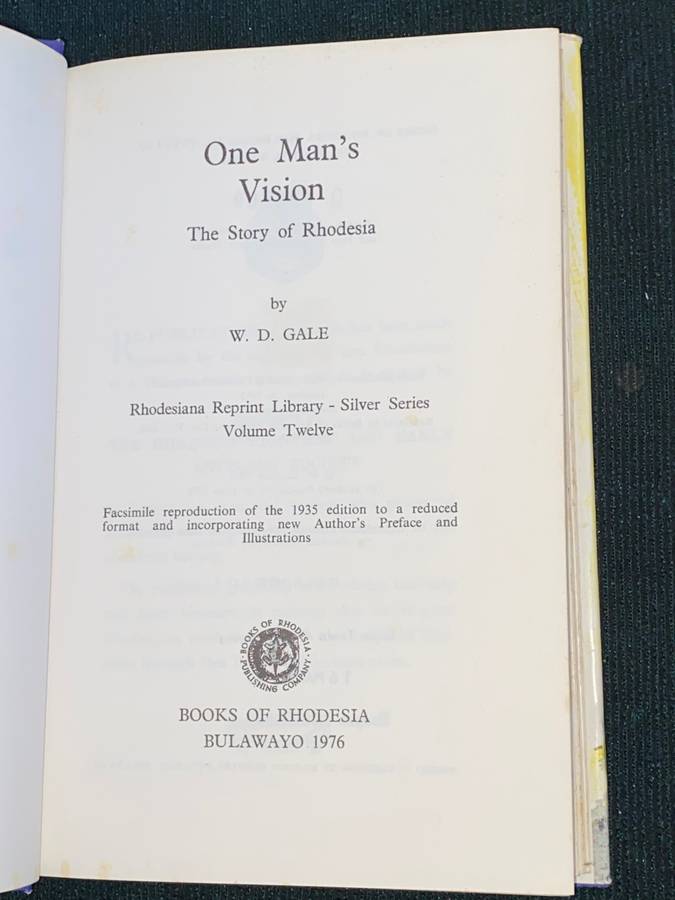 One Man's
Vision
The Story of Rhodesia
by
W. D. GALE
Rhodesiana Reprint Library - Silver Series
Volume Twelve
Facsimile reproduction of the 1935 edition to a reduced
format and incorporating new Author's Preface and
Illustrations
BOOKS OF RHODESIA
PUBLISHING COMPANY
BOOKS OF RHODESIA
BULAWAYO 1976